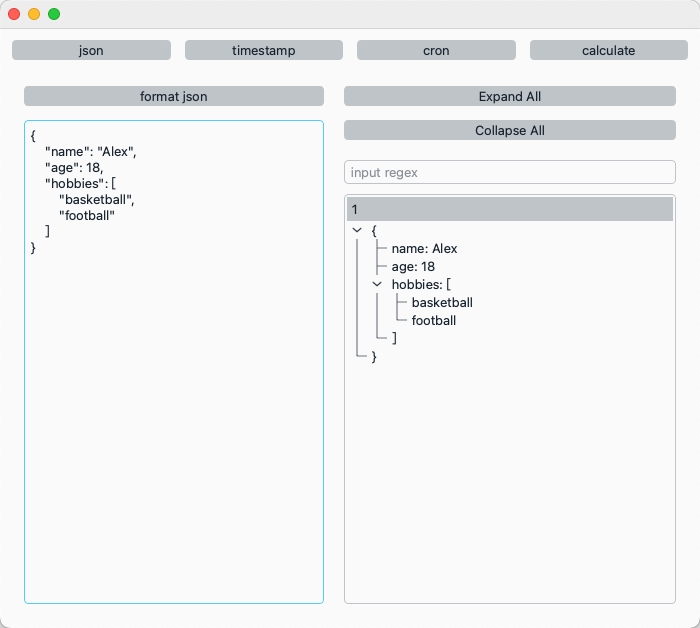 json
timestamp
cron
calculate
format json
{
    "name": "Alex",
    "age": 18,
    "hobbies": [
        "basketball",
        "football"
    ]
}
Expand All
Collapse All
input regex
1
{
name: Alex
age: 18
hobbies: [
basketball
football
]
}